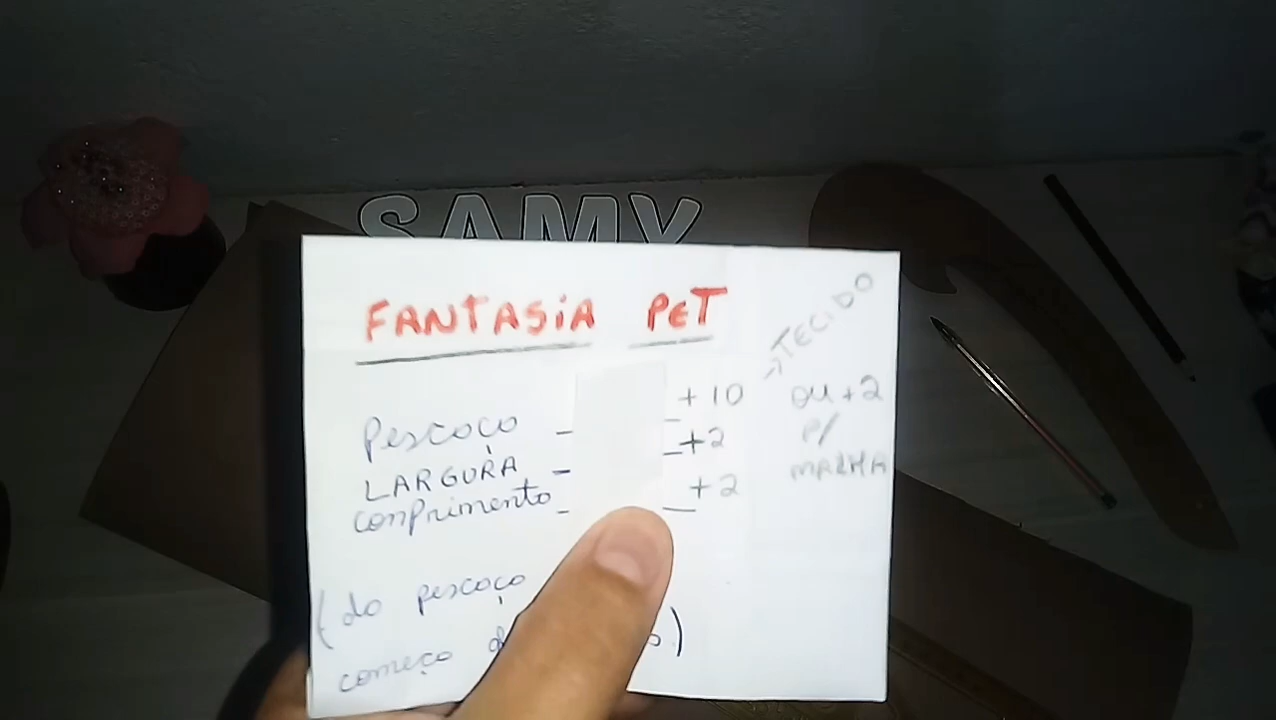 SAMY
FANTASIA PET
→ TECIDO
Pescoço _ _ +10 ou +2
LARGURA _ _ +2 P/
comprimento _ _ +2 MALHA
(do pescoço
começo )